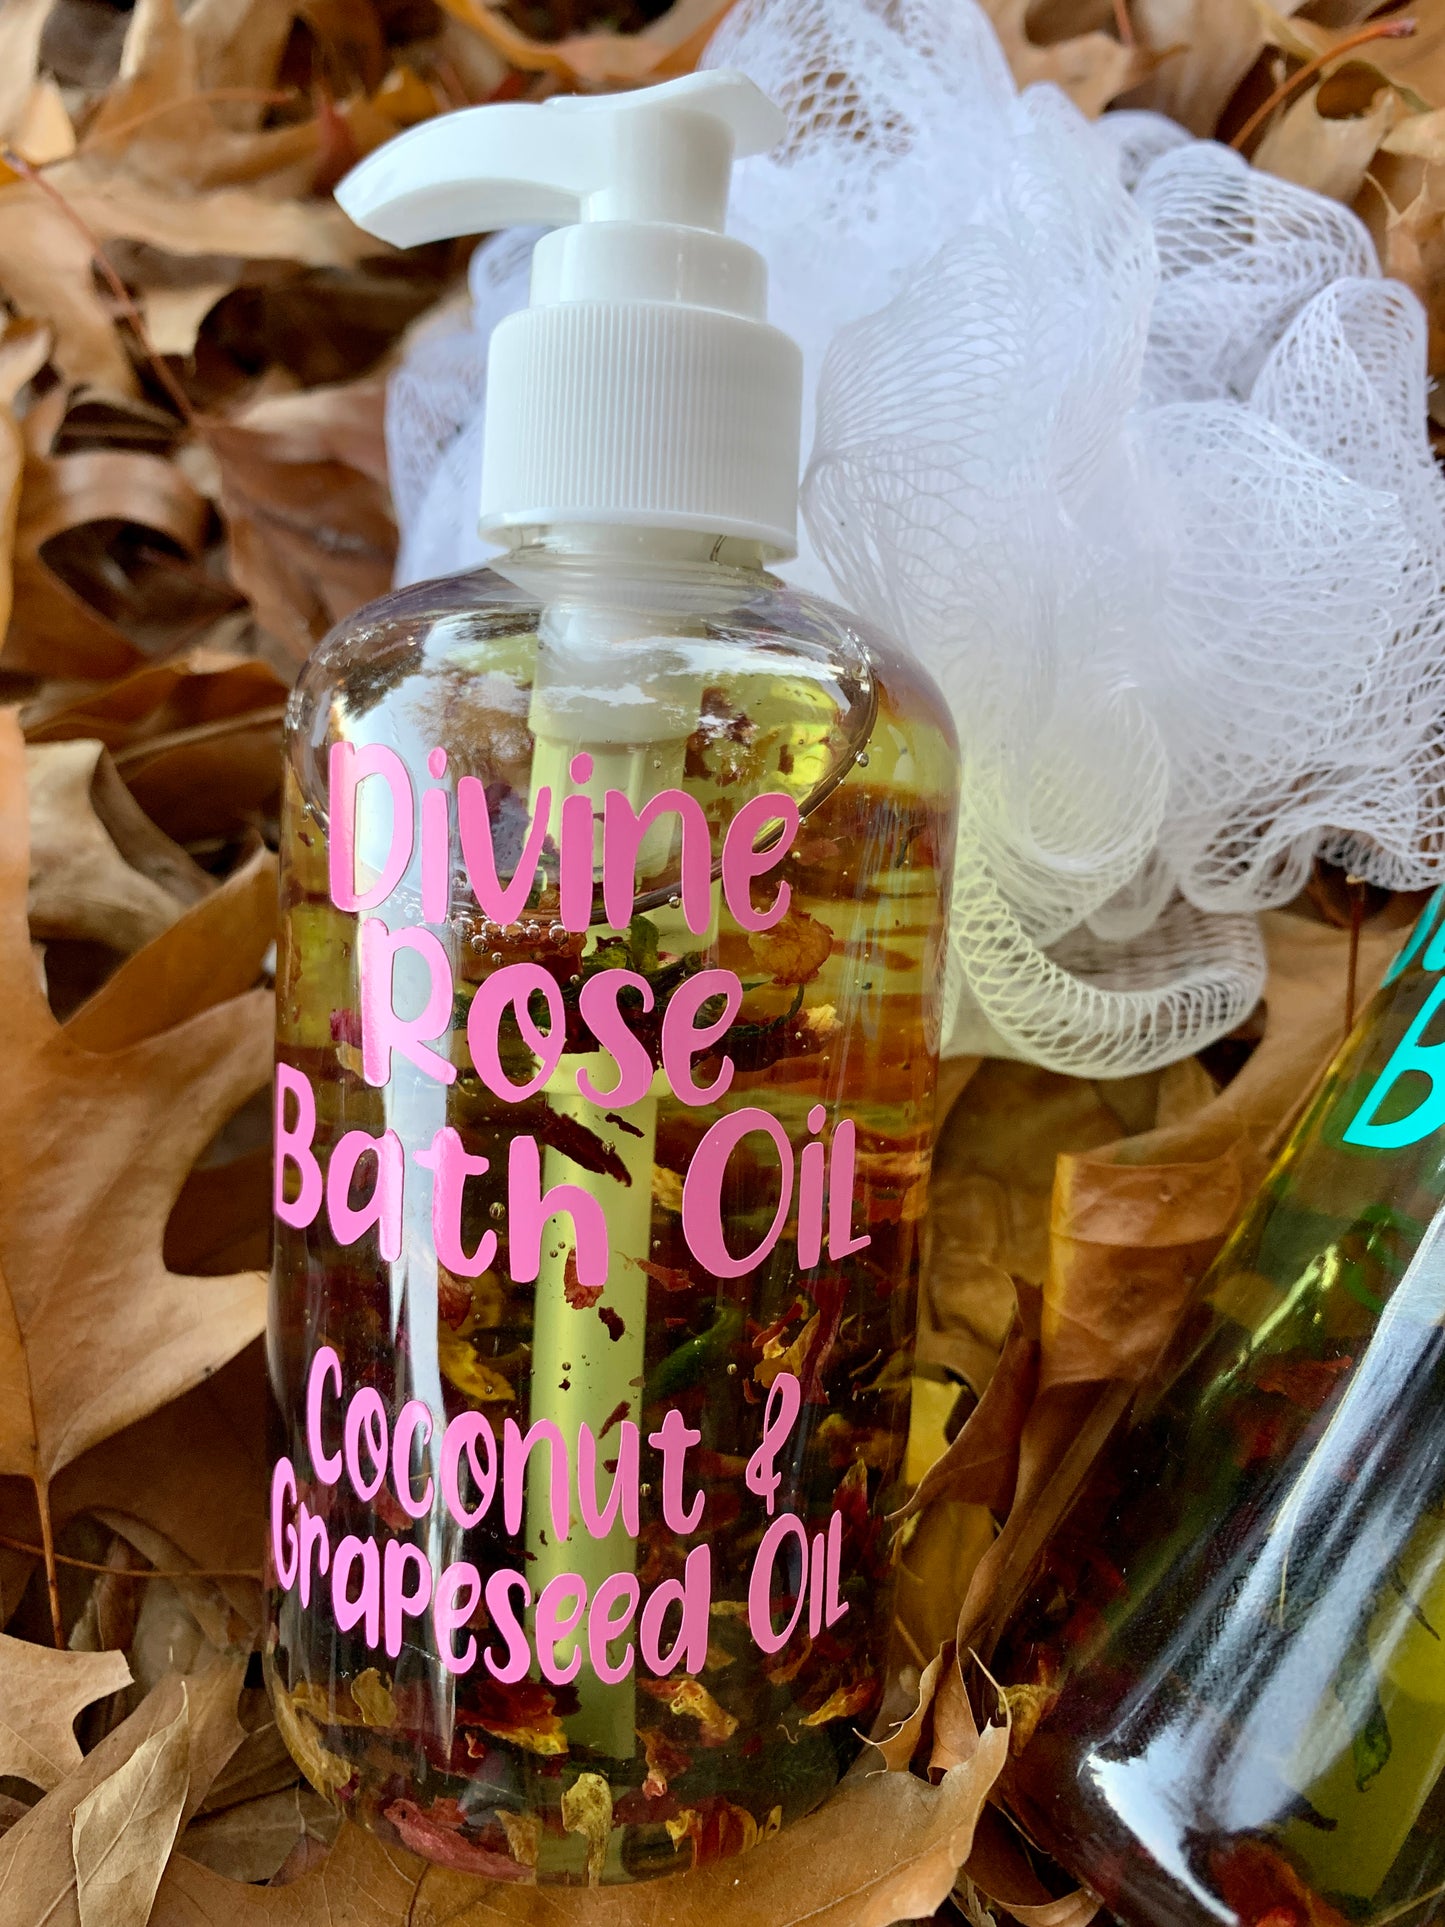 Divine
Rose
Bath Oil
Coconut &
Grapeseed Oil
B